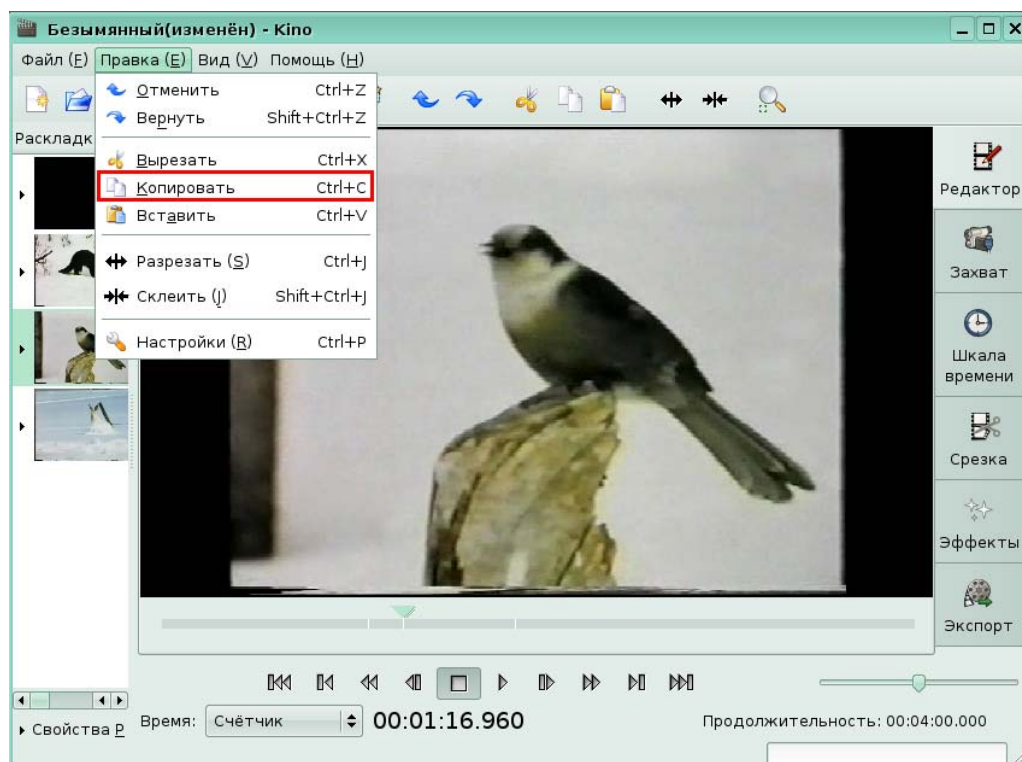 Безымянный(изменён) - Kino
Файл (F) Правка (E) Вид (V) Помощь (H)
Отменить Ctrl+Z
Вернуть Shift+Ctrl+Z
Вырезать Ctrl+X
Копировать Ctrl+C
Вставить Ctrl+V
Разрезать (S) Ctrl+J
Склеить (J) Shift+Ctrl+J
Настройки (R) Ctrl+P
Раскладк
Редактор
Захват
Шкала
времени
Срезка
Эффекты
Экспорт
Свойства P
Время: Счётчик 00:01:16.960 Продолжительность: 00:04:00.000